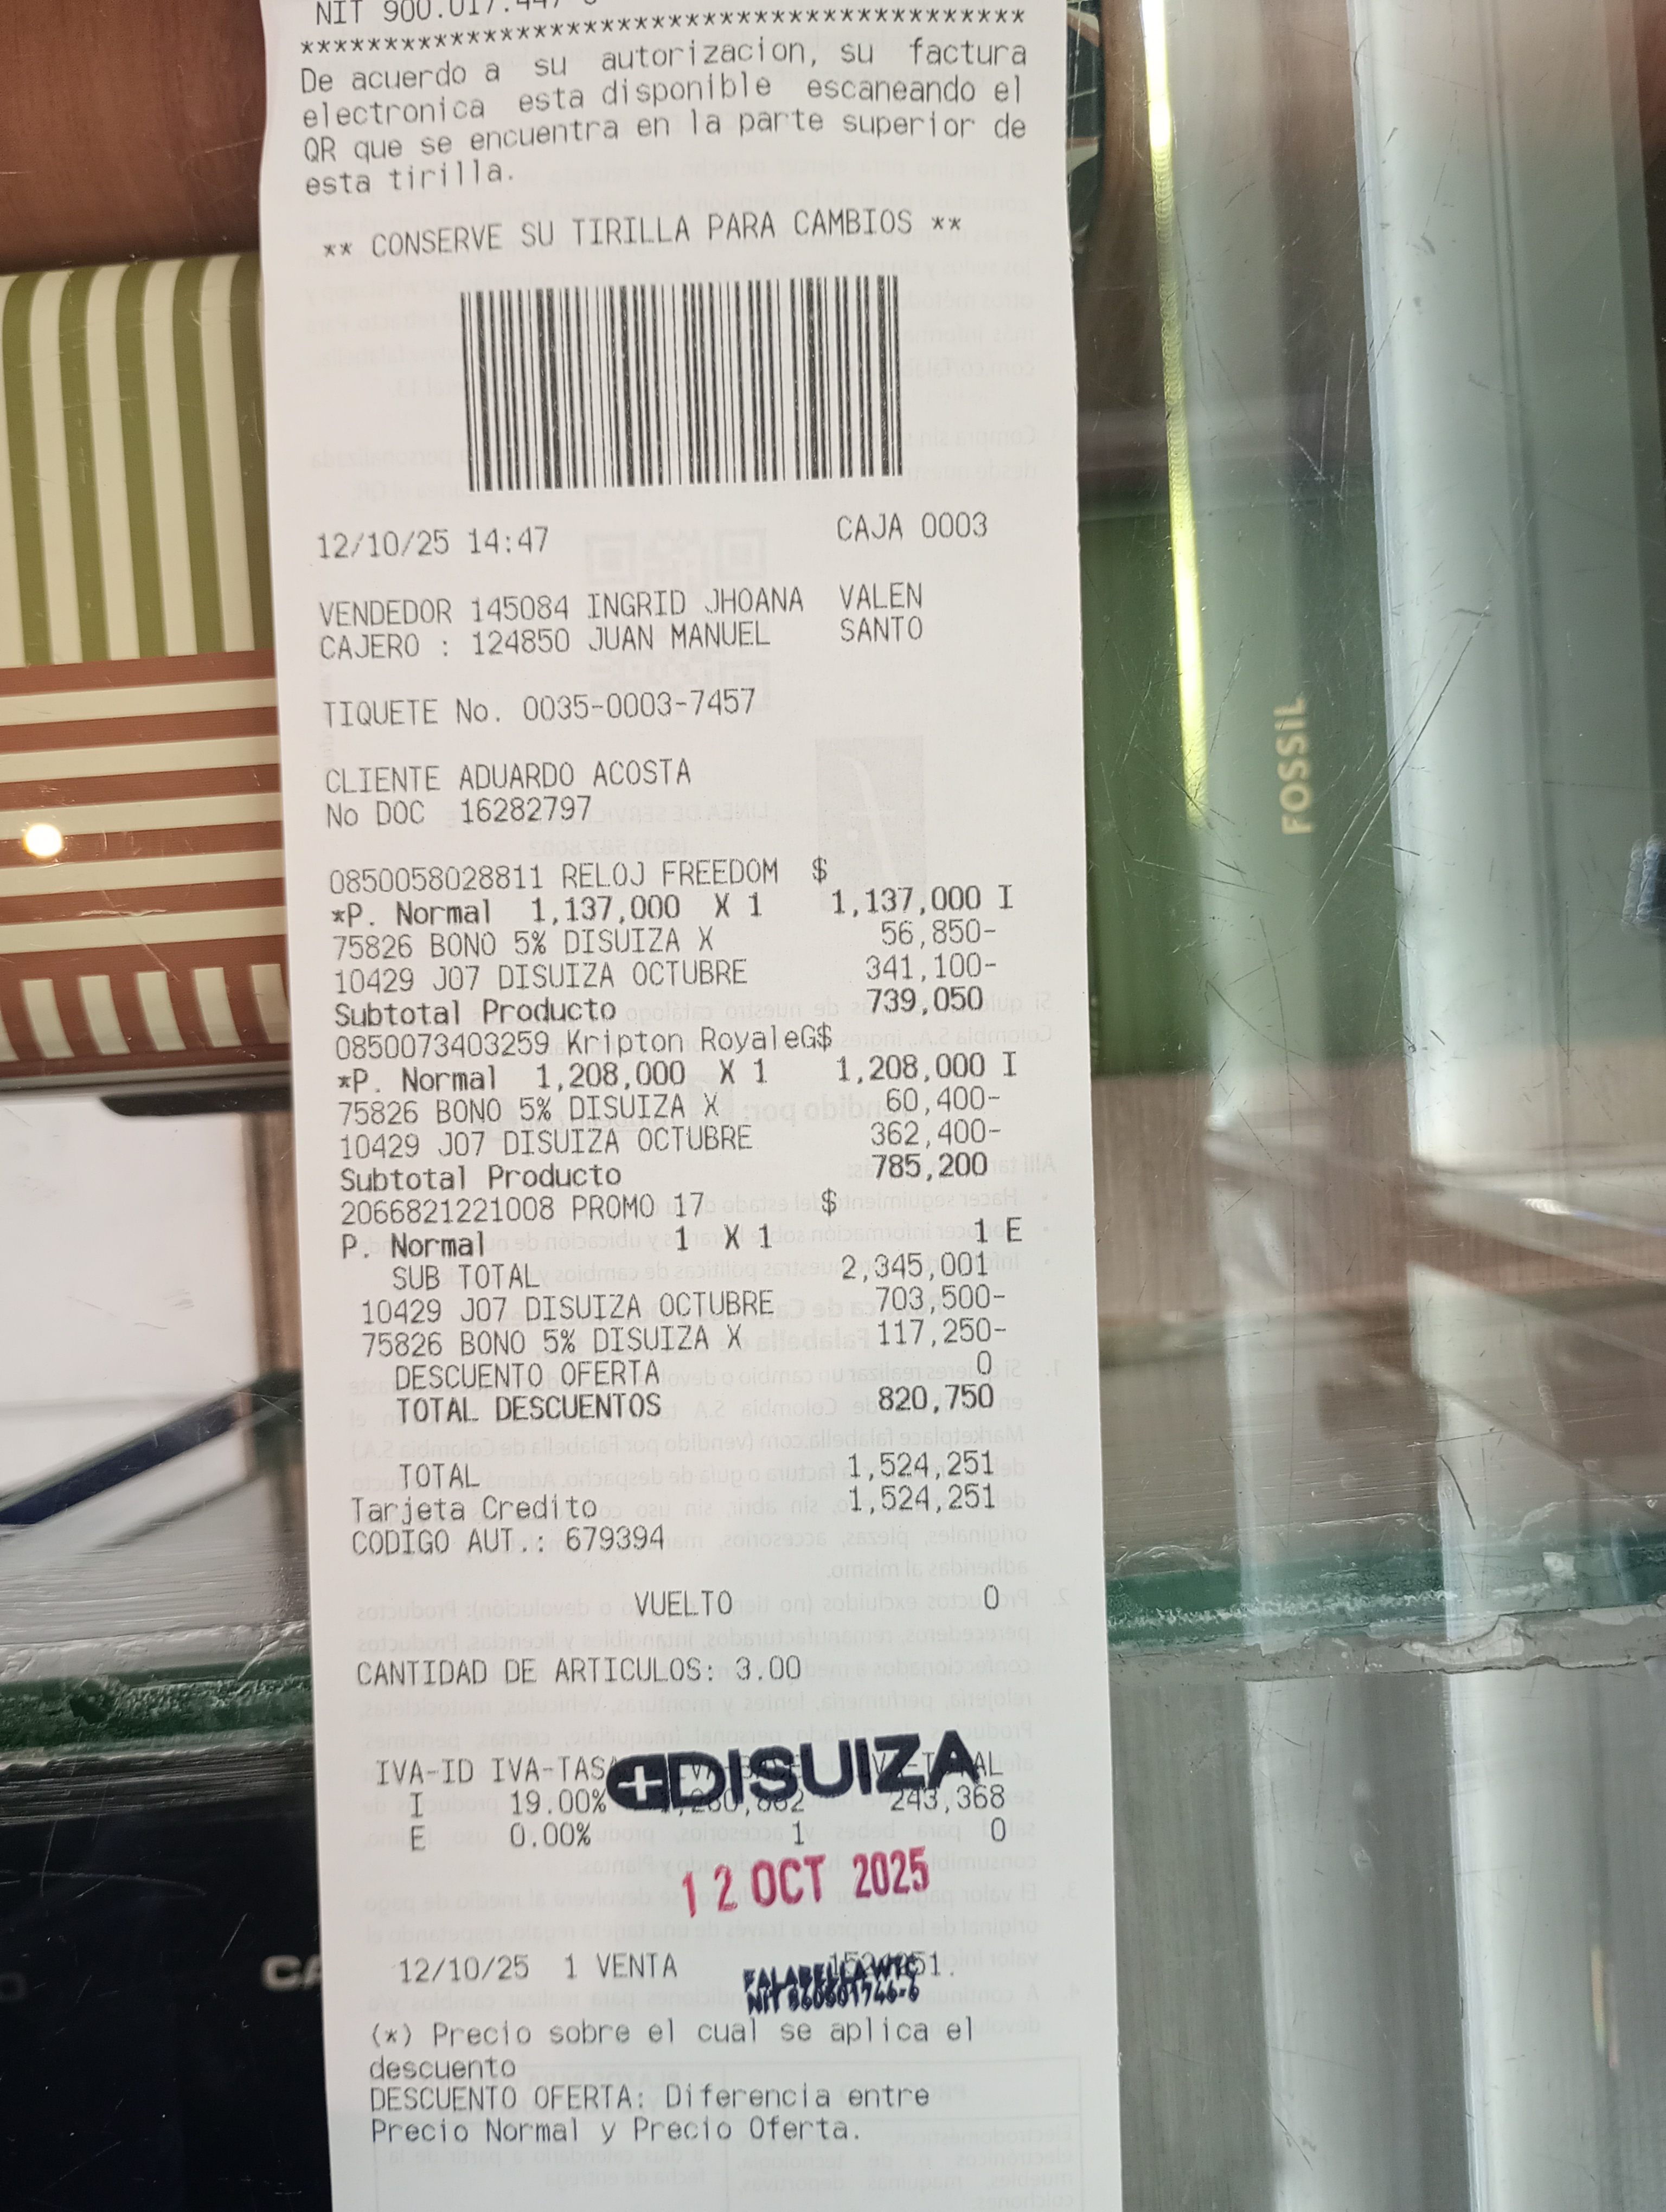 NIT 900.017.447
********************************************
De acuerdo a su autorizacion, su factura
electronica esta disponible escaneando el
QR que se encuentra en la parte superior de
esta tirilla.
** CONSERVE SU TIRILLA PARA CAMBIOS **
12/10/25 14:47 CAJA 0003
VENDEDOR 145084 INGRID JHOANA VALEN
CAJERO : 124850 JUAN MANUEL SANTO
TIQUETE No. 0035-0003-7457
CLIENTE ADUARDO ACOSTA
No DOC 16282797
0850058028811 RELOJ FREEDOM $
*P. Normal 1,137,000 X 1 1,137,000 I
75826 BONO 5% DISUIZA X 56,850-
10429 J07 DISUIZA OCTUBRE 341,100-
Subtotal Producto 739,050
0850073403259 Kripton RoyaleG$
*P. Normal 1,208,000 X 1 1,208,000 I
75826 BONO 5% DISUIZA X 60,400-
10429 J07 DISUIZA OCTUBRE 362,400-
Subtotal Producto 785,200
2066821221008 PROMO 17 $
P. Normal 1 X 1 1 E
SUB TOTAL 2,345,001
10429 J07 DISUIZA OCTUBRE 703,500-
75826 BONO 5% DISUIZA X 117,250-
DESCUENTO OFERTA 0
TOTAL DESCUENTOS 820,750
TOTAL 1,524,251
Tarjeta Credito 1,524,251
CODIGO AUT.: 679394
VUELTO 0
CANTIDAD DE ARTICULOS: 3.00
IVA-ID IVA-TASA
DISUIZA
I 19.00% 243,368
E 0.00% 1 0
12 OCT 2025
12/10/25 1 VENTA
FALABELLA WTC
NIT 860601746-6
(*) Precio sobre el cual se aplica el
descuento
DESCUENTO OFERTA: Diferencia entre
Precio Normal y Precio Oferta.
FOSSIL